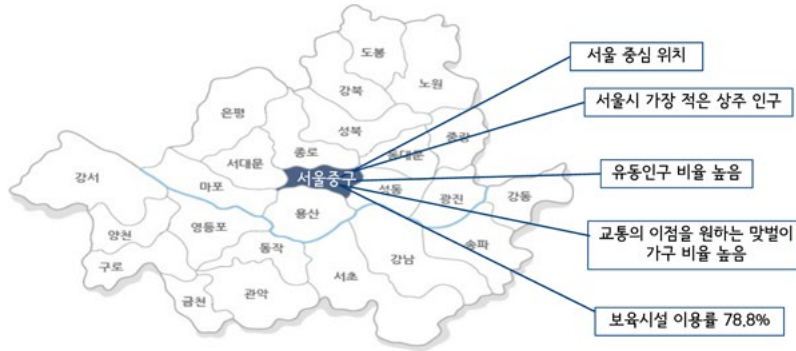 도봉
서울 중심 위치
노원
강북
서울시 가장 적은 상주 인구
은평
성북
중랑
종로
동대문
서대문
강서
서울중구
유동인구 비율 높음
마포
성동
강동
광진
용산
영등포
양천
교통의 이점을 원하는 맞벌이
가구 비율 높음
동작
송파
강남
구로
서초
관악
금천
보육시설 이용률 78.8%